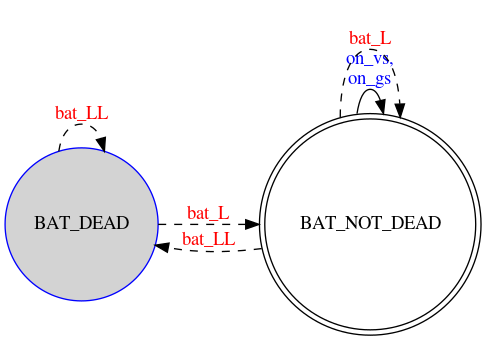 bat_L
on_vs,
on_gs
bat_LL
bat_L
bat_LL
BAT_DEAD
BAT_NOT_DEAD